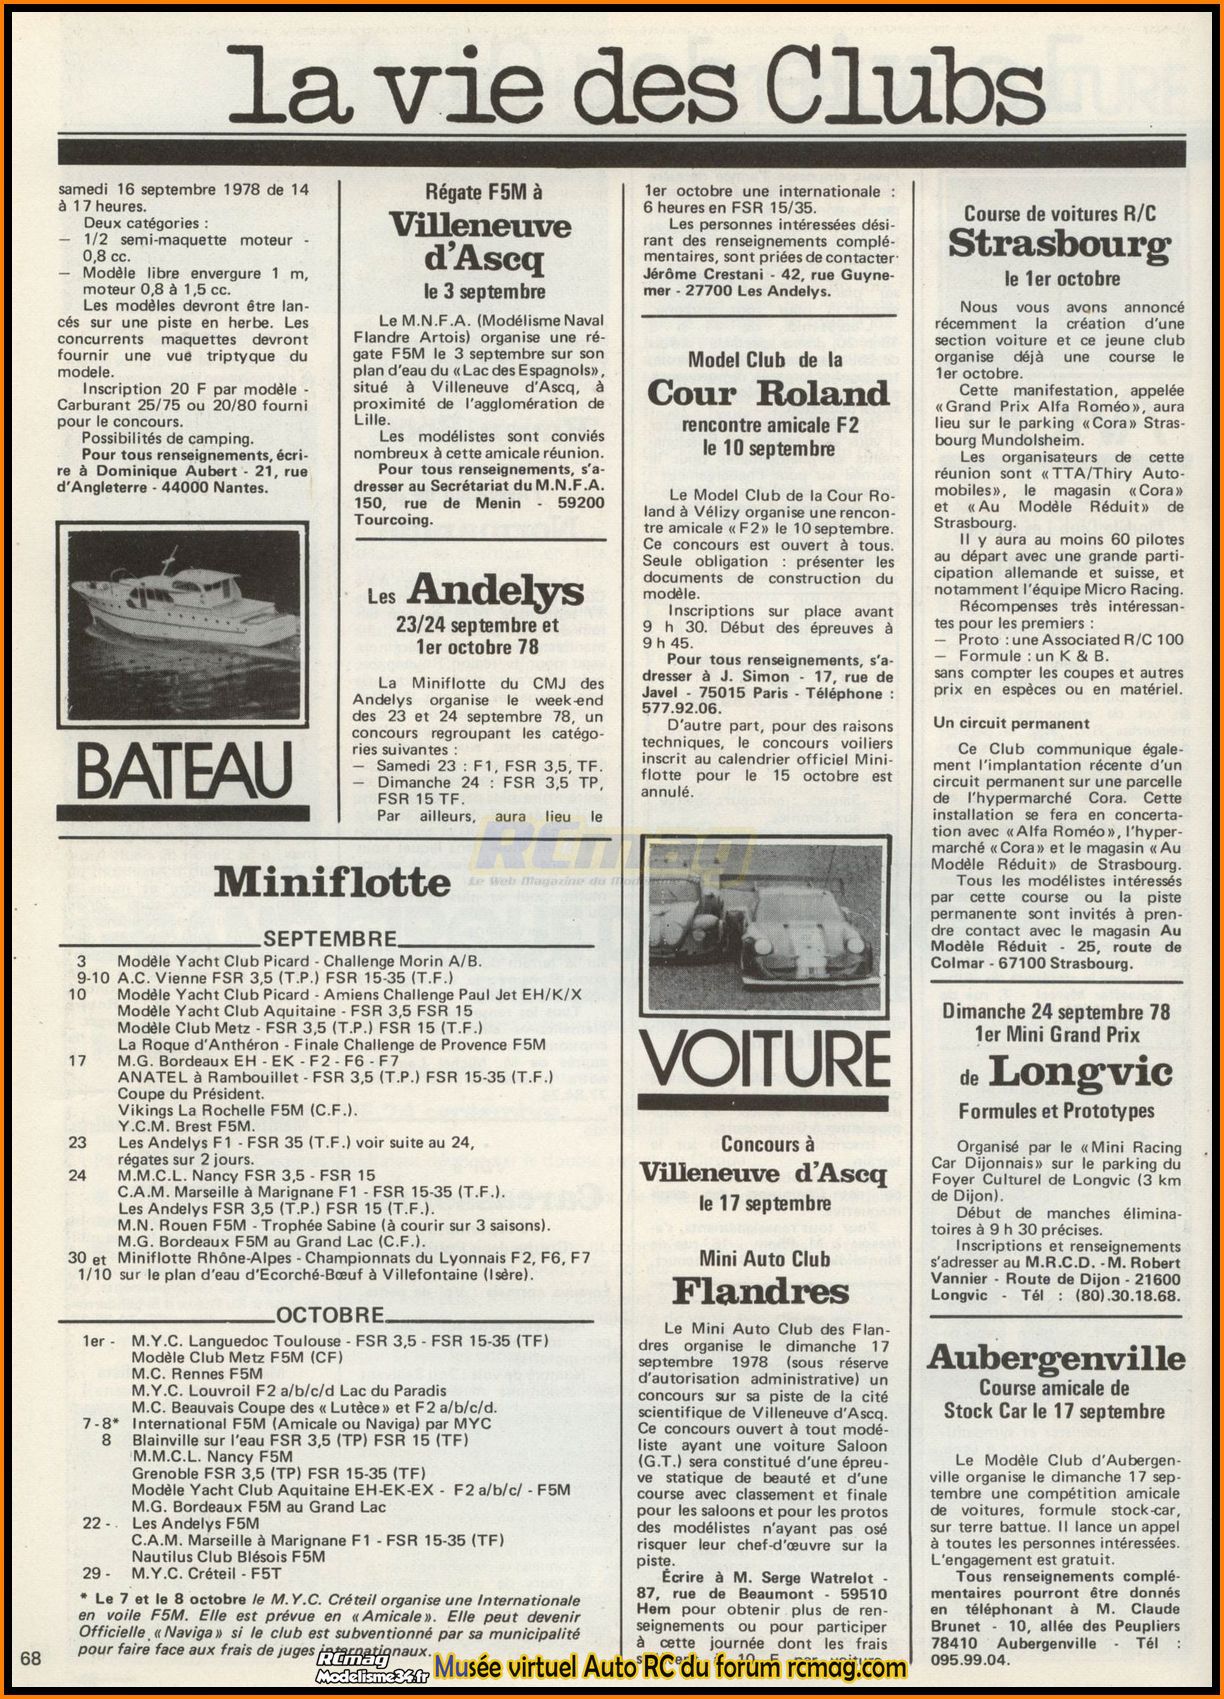 la vie des Clubs
samedi 16 septembre 1978 de 14
à 17 heures.
Deux catégories :
— 1/2 semi-maquette moteur -
0,8 cc.
— Modèle libre envergure 1 m,
moteur 0,8 à 1,5 cc.
Les modèles devront être lan-
cés sur une piste en herbe. Les
concurrents maquettes devront
fournir une vue triptyque du
modele.
Inscription 20 F par modèle -
Carburant 25/75 ou 20/80 fourni
pour le concours.
Possibilités de camping.
Pour tous renseignements, écri-
re à Dominique Aubert - 21, rue
d'Angleterre - 44000 Nantes.
BATEAU
Régate F5M à
Villeneuve
d'Ascq
le 3 septembre
Le M.N.F.A. (Modélisme Naval
Flandre Artois) organise une ré-
gate F5M le 3 septembre sur son
plan d'eau du «Lac des Espagnols»,
situé à Villeneuve d'Ascq, à
proximité de l'agglomération de
Lille.
Les modélistes sont conviés
nombreux à cette amicale réunion.
Pour tous renseignements, s'a-
dresser au Secrétariat du M.N.F.A.
150, rue de Menin - 59200
Tourcoing.
Les Andelys
23/24 septembre et
1er octobre 78
La Miniflotte du CMJ des
Andelys organise le week-end
des 23 et 24 septembre 78, un
concours regroupant les catégo-
ries suivantes :
— Samedi 23 : F1, FSR 3,5, TF.
— Dimanche 24 : FSR 3,5 TP,
FSR 15 TF.
Par ailleurs, aura lieu le
Miniflotte
SEPTEMBRE
3 Modèle Yacht Club Picard - Challenge Morin A/B.
9-10 A.C. Vienne FSR 3,5 (T.P.) FSR 15-35 (T.F.)
10 Modèle Yacht Club Picard - Amiens Challenge Paul Jet EH/K/X
Modèle Yacht Club Aquitaine - FSR 3,5 FSR 15
Modèle Club Metz - FSR 3,5 (T.P.) FSR 15 (T.F.)
La Roque d'Anthéron - Finale Challenge de Provence F5M
17 M.G. Bordeaux EH - EK - F2 - F6 - F7
ANATEL à Rambouillet - FSR 3,5 (T.P.) FSR 15-35 (T.F.)
Coupe du Président.
Vikings La Rochelle F5M (C.F.).
Y.C.M. Brest F5M.
23 Les Andelys F1 - FSR 35 (T.F.) voir suite au 24,
régates sur 2 jours.
24 M.M.C.L. Nancy FSR 3,5 - FSR 15
C.A.M. Marseille à Marignane F1 - FSR 15-35 (T.F.).
Les Andelys FSR 3,5 (T.P.) FSR 15 (T.F.).
M.N. Rouen F5M - Trophée Sabine (à courir sur 3 saisons).
M.G. Bordeaux F5M au Grand Lac (C.F.).
30 et Miniflotte Rhône-Alpes - Championnats du Lyonnais F2, F6, F7
1/10 sur le plan d'eau d'Ecorché-Bœuf à Villefontaine (Isère).
OCTOBRE
1er - M.Y.C. Languedoc Toulouse - FSR 3,5 - FSR 15-35 (TF)
Modèle Club Metz F5M (CF)
M.C. Rennes F5M
M.Y.C. Louvroil F2 a/b/c/d Lac du Paradis
M.C. Beauvais Coupe des « Lutèce» et F2 a/b/c/d.
7-8* International F5M (Amicale ou Naviga) par MYC
8 Blainville sur l'eau FSR 3,5 (TP) FSR 15 (TF)
M.M.C.L. Nancy F5M
Grenoble FSR 3,5 (TP) FSR 15-35 (TF)
Modèle Yacht Club Aquitaine EH-EK-EX - F2 a/b/c/ - F5M
M.G. Bordeaux F5M au Grand Lac
22 - Les Andelys F5M
C.A.M. Marseille à Marignane F1 - FSR 15-35 (TF)
Nautilus Club Blésois F5M
29 - M.Y.C. Créteil - F5T
* Le 7 et le 8 octobre le M.Y.C. Créteil organise une Internationale
en voile F5M. Elle est prévue en «Amicale». Elle peut devenir
Officielle «Naviga» si le club est subventionné par sa municipalité
pour faire face aux frais de juges internationaux.
68
1er octobre une internationale :
6 heures en FSR 15/35.
Les personnes intéressées dési-
rant des renseignements complé-
mentaires, sont priées de contacter
Jérôme Crestani - 42, rue Guyne-
mer - 27700 Les Andelys.
Model Club de la
Cour Roland
rencontre amicale F2
le 10 septembre
Le Model Club de la Cour Ro-
land à Vélizy organise une rencon-
tre amicale «F2» le 10 septembre.
Ce concours est ouvert à tous.
Seule obligation : présenter les
documents de construction du
modèle.
Inscriptions sur place avant
9 h 30. Début des épreuves à
9 h 45.
Pour tous renseignements, s'a-
dresser à J. Simon - 17, rue de
Javel - 75015 Paris - Téléphone :
577.92.06.
D'autre part, pour des raisons
techniques, le concours voiliers
inscrit au calendrier officiel Mini-
flotte pour le 15 octobre est
annulé.
RCmag
Le Web Magazine du
VOITURE
Concours à
Villeneuve d'Ascq
le 17 septembre
Mini Auto Club
Flandres
Le Mini Auto Club des Flan-
dres organise le dimanche 17
septembre 1978 (sous réserve
d'autorisation administrative) un
concours sur sa piste de la cité
scientifique de Villeneuve d'Ascq.
Ce concours ouvert à tout modé-
liste ayant une voiture Saloon
(G.T.) sera constitué d'une épreu-
ve statique de beauté et d'une
course avec classement et finale
pour les saloons et pour les protos
des modélistes n'ayant pas osé
risquer leur chef-d'œuvre sur la
piste.
Écrire à M. Serge Watrelot -
87, rue de Beaumont - 59510
Hem pour obtenir plus de ren-
seignements ou pour participer
à cette journée dont les frais
10 F par voiture.
Course de voitures R/C
Strasbourg
le 1er octobre
Nous vous avons annoncé
récemment la création d'une
section voiture et ce jeune club
organise déjà une course le
1er octobre.
Cette manifestation, appelée
«Grand Prix Alfa Roméo», aura
lieu sur le parking «Cora» Stras-
bourg Mundolsheim.
Les organisateurs de cette
réunion sont «TTA/Thiry Auto-
mobiles», le magasin «Cora»
et «Au Modèle Réduit» de
Strasbourg.
Il y aura au moins 60 pilotes
au départ avec une grande parti-
cipation allemande et suisse, et
notamment l'équipe Micro Racing.
Récompenses très intéressan-
tes pour les premiers :
— Proto : une Associated R/C 100
— Formule : un K & B.
sans compter les coupes et autres
prix en espèces ou en matériel.
Un circuit permanent
Ce Club communique égale-
ment l'implantation récente d'un
circuit permanent sur une parcelle
de l'hypermarché Cora. Cette
installation se fera en concerta-
tion avec «Alfa Roméo», l'hyper-
marché «Cora» et le magasin «Au
Modèle Réduit» de Strasbourg.
Tous les modélistes intéressés
par cette course ou la piste
permanente sont invités à pren-
dre contact avec le magasin Au
Modèle Réduit - 25, route de
Colmar - 67100 Strasbourg.
Dimanche 24 septembre 78
1er Mini Grand Prix
de Longvic
Formules et Prototypes
Organisé par le «Mini Racing
Car Dijonnais» sur le parking du
Foyer Culturel de Longvic (3 km
de Dijon).
Début de manches élimina-
toires à 9 h 30 précises.
Inscriptions et renseignements
s'adresser au M.R.C.D. - M. Robert
Vannier - Route de Dijon - 21600
Longvic - Tél : (80).30.18.68.
Aubergenville
Course amicale de
Stock Car le 17 septembre
Le Modèle Club d'Aubergen-
ville organise le dimanche 17 sep-
tembre une compétition amicale
de voitures, formule stock-car,
sur terre battue. Il lance un appel
à toutes les personnes intéressées.
L'engagement est gratuit.
Tous renseignements complé-
mentaires pourront être donnés
en téléphonant à M. Claude
Brunet - 10, allée des Peupliers
78410 Aubergenville - Tél :
095.99.04.
RCmag
Modelisme34.fr
Musée virtuel Auto RC du forum rcmag.com